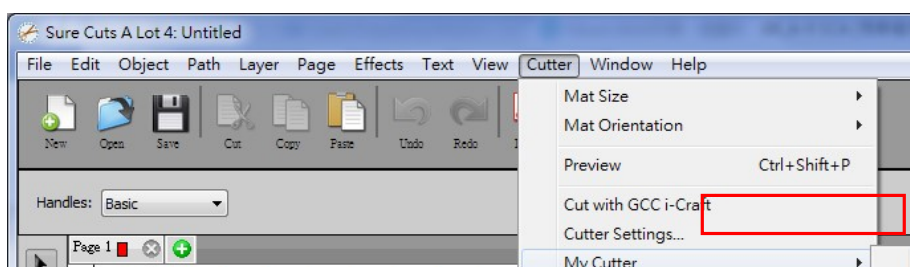 Sure Cuts A Lot 4: Untitled
File Edit Object Path Layer Page Effects Text View Cutter Window Help
Mat Size
Mat Orientation
New Open Save Cut Copy Paste Undo Redo
Preview Ctrl+Shift+P
Handles: Basic
Cut with GCC i-Craft
Cutter Settings...
Page 1
My Cutter